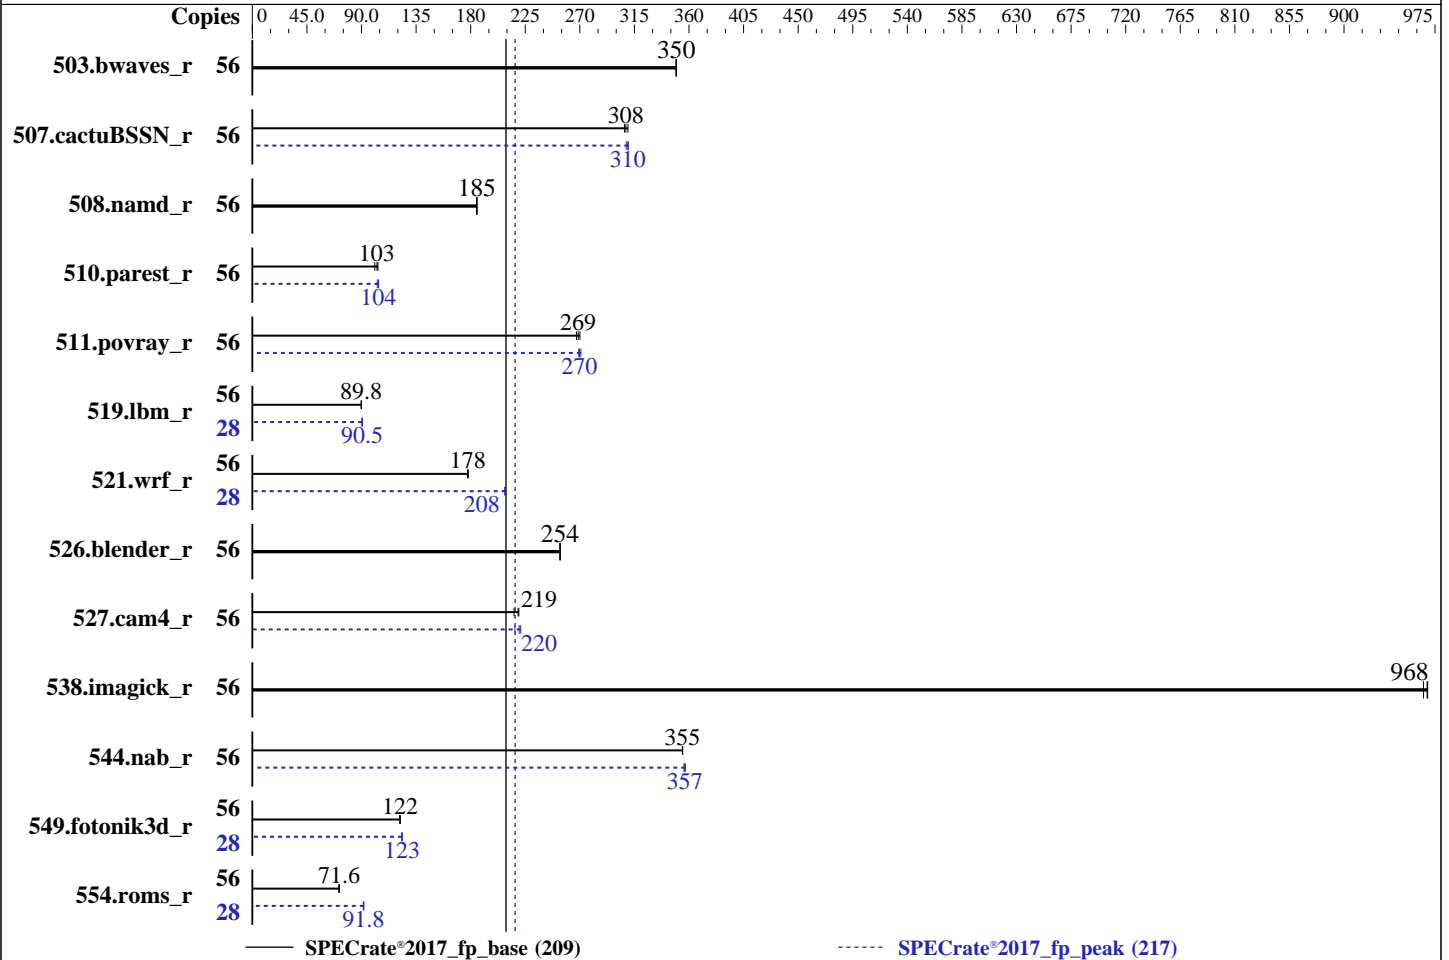 Copies 0 45.0 90.0 135 180 225 270 315 360 405 450 495 540 585 630 675 720 765 810 855 900 975
503.bwaves_r 56 350
507.cactuBSSN_r 56 308
310
508.namd_r 56 185
510.parest_r 56 103
104
511.povray_r 56 269
270
519.lbm_r 56 89.8
28 90.5
521.wrf_r 56 178
28 208
526.blender_r 56 254
527.cam4_r 56 219
220
538.imagick_r 56 968
544.nab_r 56 355
357
549.fotonik3d_r 56 122
28 123
554.roms_r 56 71.6
28 91.8
SPECrate®2017_fp_base (209) SPECrate®2017_fp_peak (217)